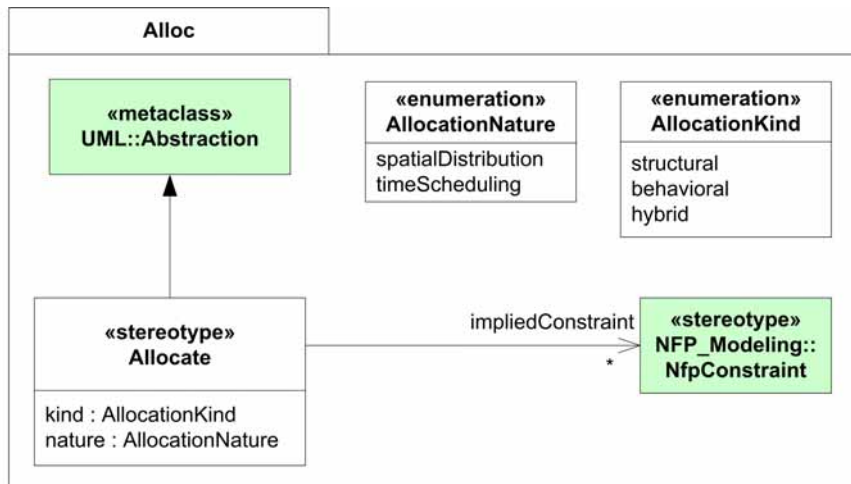 Alloc
«metaclass»
UML::Abstraction
«enumeration»
AllocationNature
spatialDistribution
timeScheduling
«enumeration»
AllocationKind
structural
behavioral
hybrid
«stereotype»
Allocate
kind : AllocationKind
nature : AllocationNature
impliedConstraint
*
«stereotype»
NFP_Modeling::
NfpConstraint